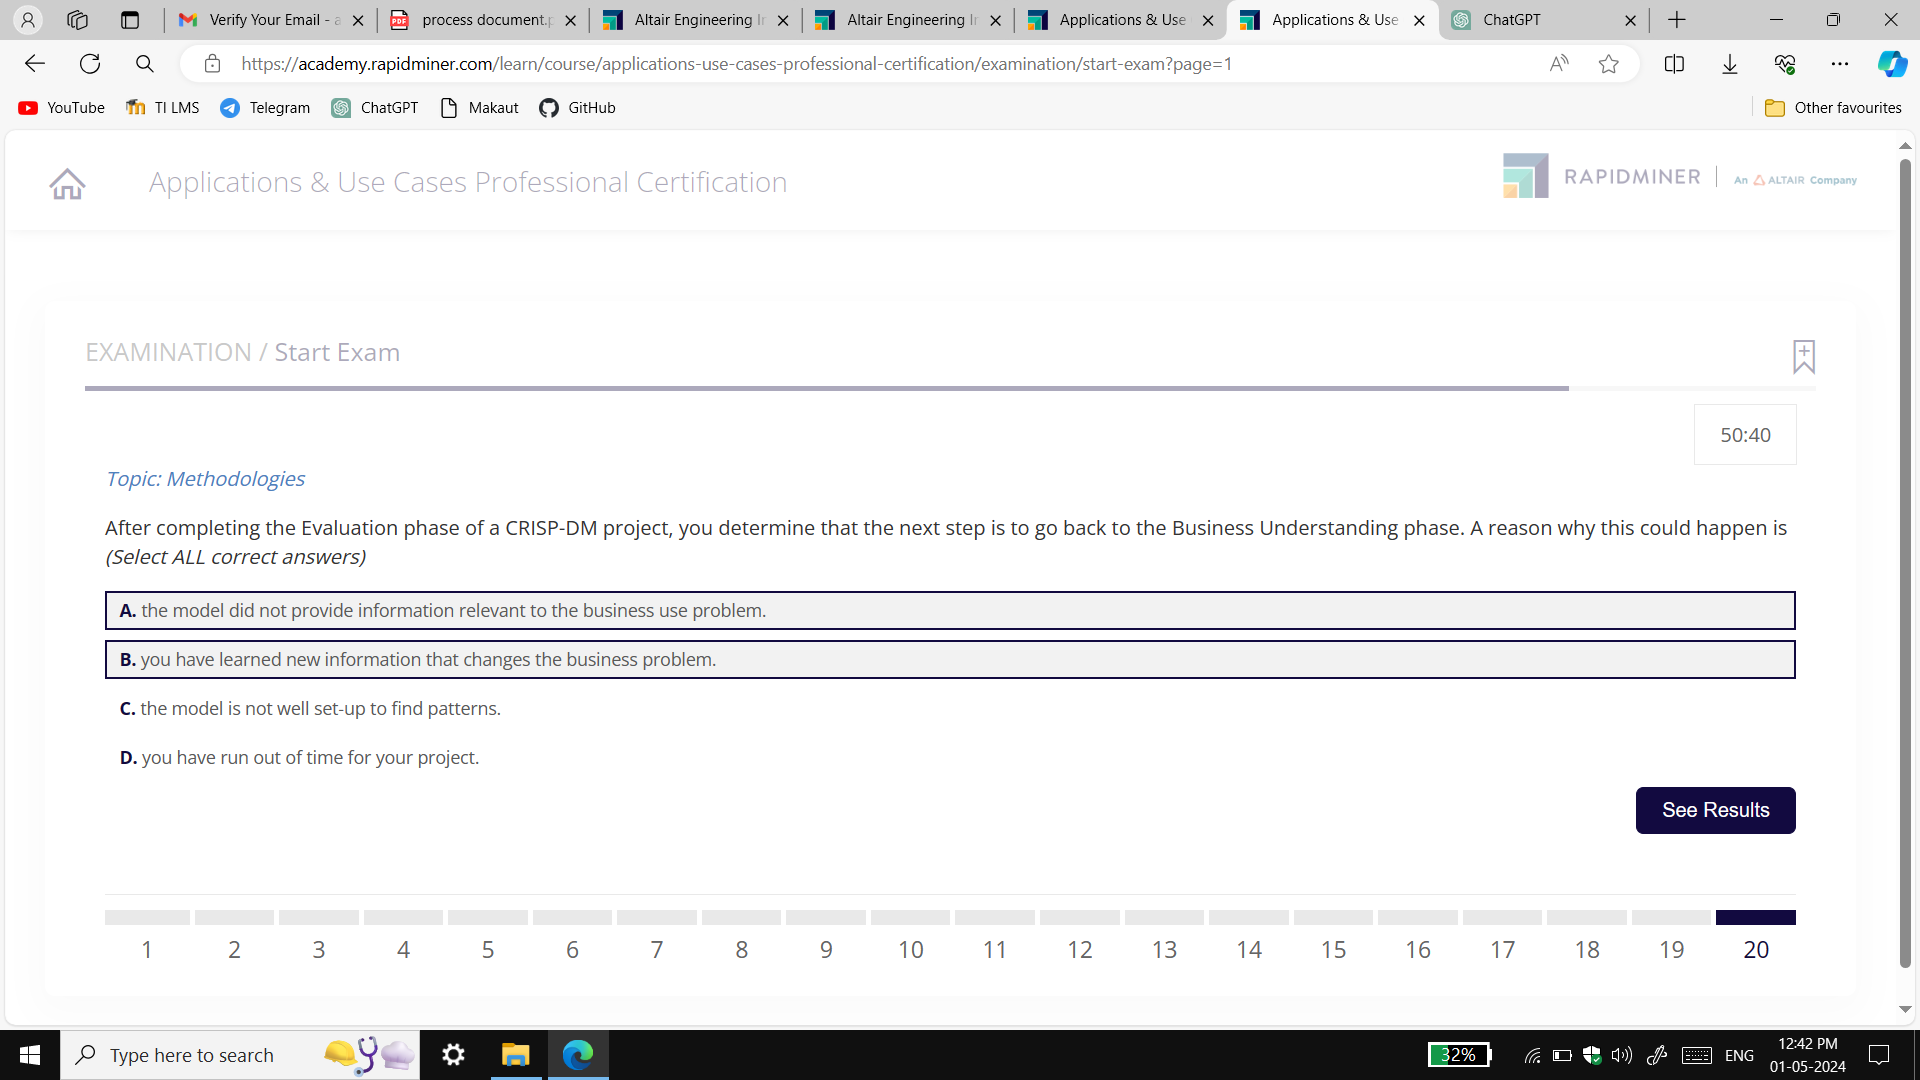 Verify Your Email - a
process document.p
Altair Engineering In
Altair Engineering In
Applications & Use
Applications & Use
ChatGPT
https://academy.rapidminer.com/learn/course/applications-use-cases-professional-certification/examination/start-exam?page=1
YouTube
TI LMS
Telegram
ChatGPT
Makaut
GitHub
Other favourites
Applications & Use Cases Professional Certification
RAPIDMINER
An ALTAIR Company
EXAMINATION / Start Exam
50:40
Topic: Methodologies
After completing the Evaluation phase of a CRISP-DM project, you determine that the next step is to go back to the Business Understanding phase. A reason why this could happen is
(Select ALL correct answers)
A. the model did not provide information relevant to the business use problem.
B. you have learned new information that changes the business problem.
C. the model is not well set-up to find patterns.
D. you have run out of time for your project.
See Results
1 2 3 4 5 6 7 8 9 10 11 12 13 14 15 16 17 18 19 20
Type here to search
32%
ENG
12:42 PM
01-05-2024